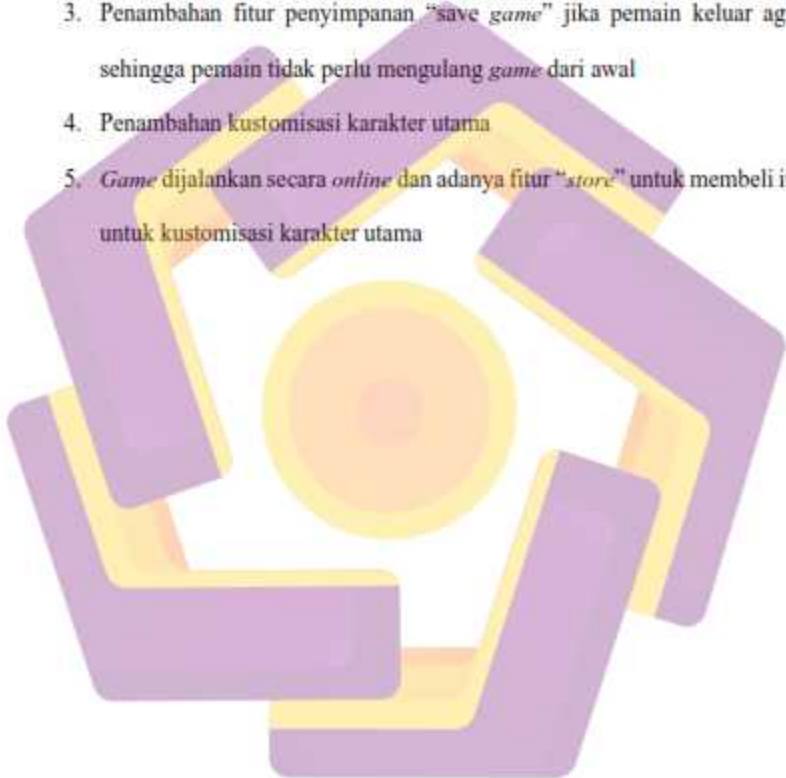 3. Penambahan fitur penyimpanan “save game” jika pemain keluar
sehingga pemain tidak perlu mengulang game dari awal
4. Penambahan kustomisasi karakter utama
5. Game dijalankan secara online dan adanya fitur “store” untuk membeli
untuk kustomisasi karakter utama